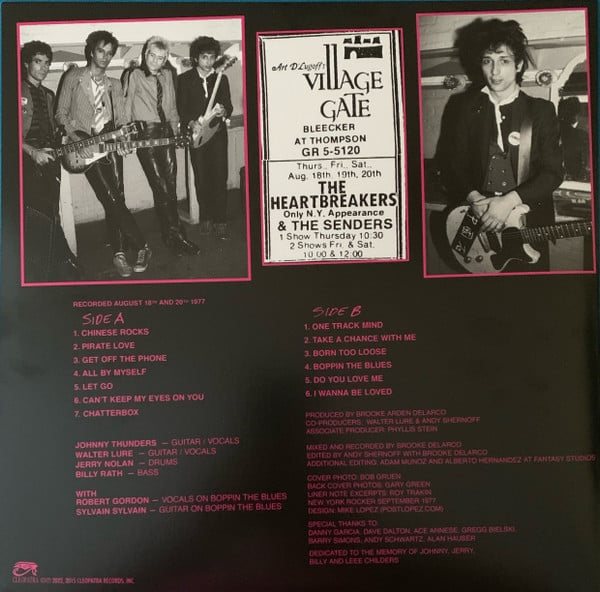 Art D'Lugoff's
VILLAGE
GATE
BLEECKER
AT THOMPSON
GR 5-5120
Thurs., Fri., Sat.,
Aug. 18th, 19th, 20th
THE
HEARTBREAKERS
Only N.Y. Appearance
& THE SENDERS
1 Show Thursday 10:30
2 Shows Fri. & Sat.
10:00 & 12:00
RECORDED AUGUST 18TH AND 20TH 1977
SIDE A
1. CHINESE ROCKS
2. PIRATE LOVE
3. GET OFF THE PHONE
4. ALL BY MYSELF
5. LET GO
6. CAN'T KEEP MY EYES ON YOU
7. CHATTERBOX
JOHNNY THUNDERS – GUITAR / VOCALS
WALTER LURE – GUITAR / VOCALS
JERRY NOLAN – DRUMS
BILLY RATH – BASS
WITH
ROBERT GORDON – VOCALS ON BOPPIN THE BLUES
SYLVAIN SYLVAIN – GUITAR ON BOPPIN THE BLUES
SIDE B
1. ONE TRACK MIND
2. TAKE A CHANCE WITH ME
3. BORN TOO LOOSE
4. BOPPIN THE BLUES
5. DO YOU LOVE ME
6. I WANNA BE LOVED
PRODUCED BY BROOKE ARDEN DELARCO
CO-PRODUCERS: WALTER LURE & ANDY SHERNOFF
ASSOCIATE PRODUCER: PHYLLIS STEIN
MIXED AND RECORDED BY BROOKE DELARCO
EDITED BY ANDY SHERNOFF WITH BROOKE DELARCO
ADDITIONAL EDITING: ADAM MUNOZ AND ALBERTO HERNANDEZ AT FANTASY STUDIOS
COVER PHOTO: BOB GRUEN
BACK COVER PHOTOS: GARY GREEN
LINER NOTE EXCERPTS: ROY TRAKIN
NEW YORK ROCKER SEPTEMBER 1977
DESIGN: MIKE LOPEZ (POSTLOPEZ.COM)
SPECIAL THANKS TO:
DANNY GARCIA, DAVE DALTON, ACE ANNESE, GREGG BIELSKI,
BARRY SIMONS, ANDY SCHWARTZ, ALAN HAUSER
DEDICATED TO THE MEMORY OF JOHNNY, JERRY,
BILLY AND LEEE CHILDERS
CLEOPATRA
2015 CLEOPATRA RECORDS, INC.